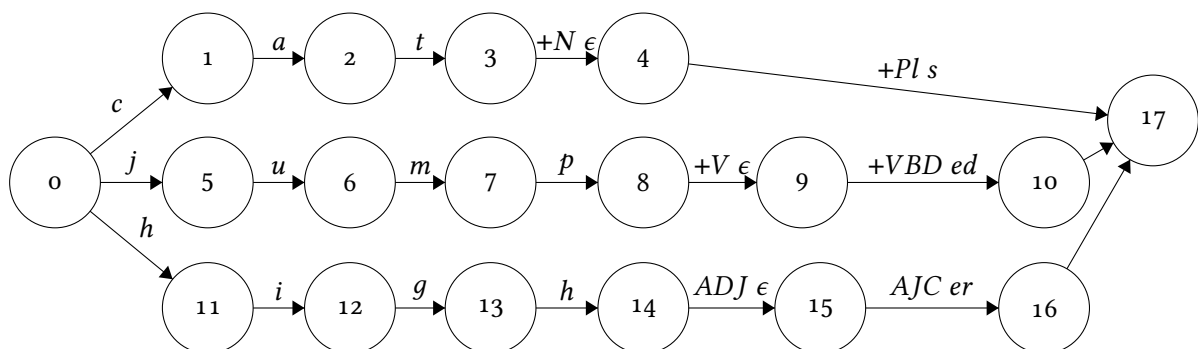 1 a 2 t 3 +N ϵ 4 +Pl s
c 17
0 j 5 u 6 m 7 p 8 +V ϵ 9 +VBD ed 10
h
11 i 12 g 13 h 14 ADJ ϵ 15 AJC er 16